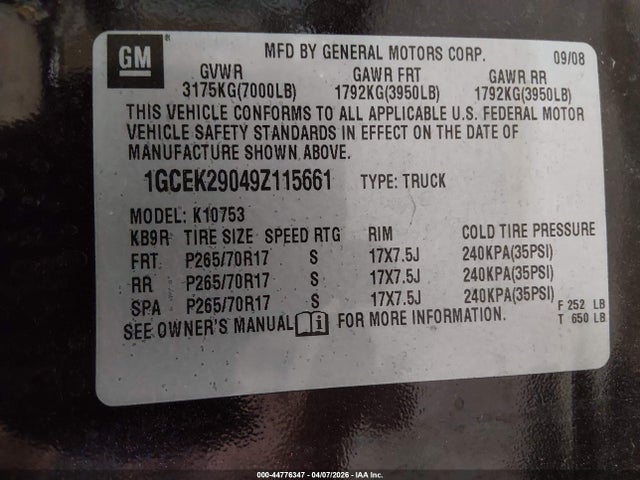 GM ®
MFD BY GENERAL MOTORS CORP. 09/08
GVWR GAWR FRT GAWR RR
3175KG(7000LB) 1792KG(3950LB) 1792KG(3950LB)
THIS VEHICLE CONFORMS TO ALL APPLICABLE U.S. FEDERAL MOTOR
VEHICLE SAFETY STANDARDS IN EFFECT ON THE DATE OF
MANUFACTURE SHOWN ABOVE.
1GCEK29049Z115661 TYPE: TRUCK
MODEL: K10753
KB9R TIRE SIZE SPEED RTG RIM COLD TIRE PRESSURE
FRT P265/70R17 S 17X7.5J 240KPA(35PSI)
RR P265/70R17 S 17X7.5J 240KPA(35PSI)
SPA P265/70R17 S 17X7.5J 240KPA(35PSI)
F 252 LB
SEE OWNER'S MANUAL i FOR MORE INFORMATION. T 650 LB
000-44776347 - 04/07/2026 - IAA Inc.